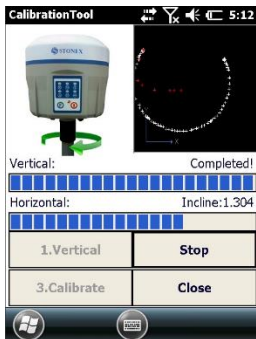 CalibrationTool 5:12
STONEX
X
Vertical: Completed!
Horizontal: Incline:1.304
1.Vertical Stop
3.Calibrate Close